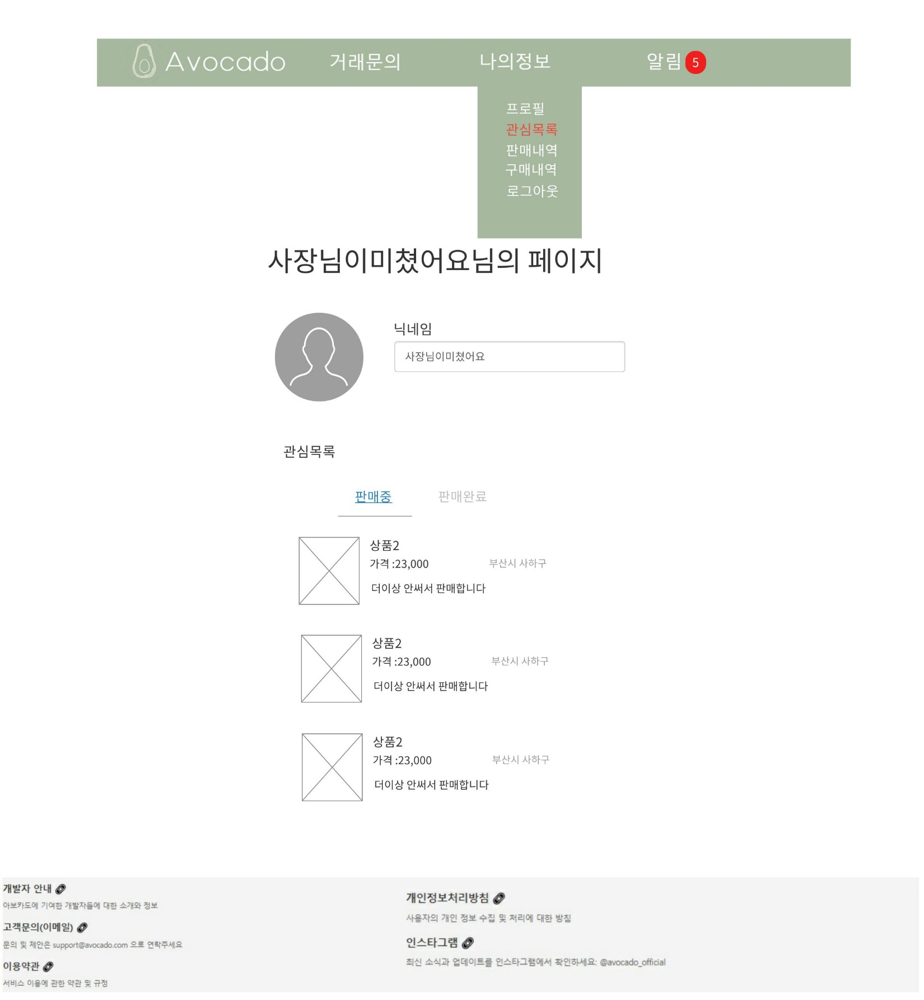 Avocado 거래문의 나의정보 알림 5
프로필
관심목록
판매내역
구매내역
로그아웃
사장님이미쳤어요님의 페이지
닉네임
사장님이미쳤어요
관심목록
판매중 판매완료
상품2
가격 :23,000 부산시 사하구
더이상 안써서 판매합니다
상품2
가격 :23,000 부산시 사하구
더이상 안써서 판매합니다
상품2
가격 :23,000 부산시 사하구
더이상 안써서 판매합니다
개발자 안내
아보카도에 기여한 개발자들에 대한 소개와 정보
고객문의(이메일)
문의 및 제안은 support@avocado.com 으로 연락주세요
이용약관
서비스 이용에 관한 약관 및 규정
개인정보처리방침
사용자의 개인 정보 수집 및 처리에 대한 방침
인스타그램
최신 소식과 업데이트를 인스타그램에서 확인하세요: @avocado_official